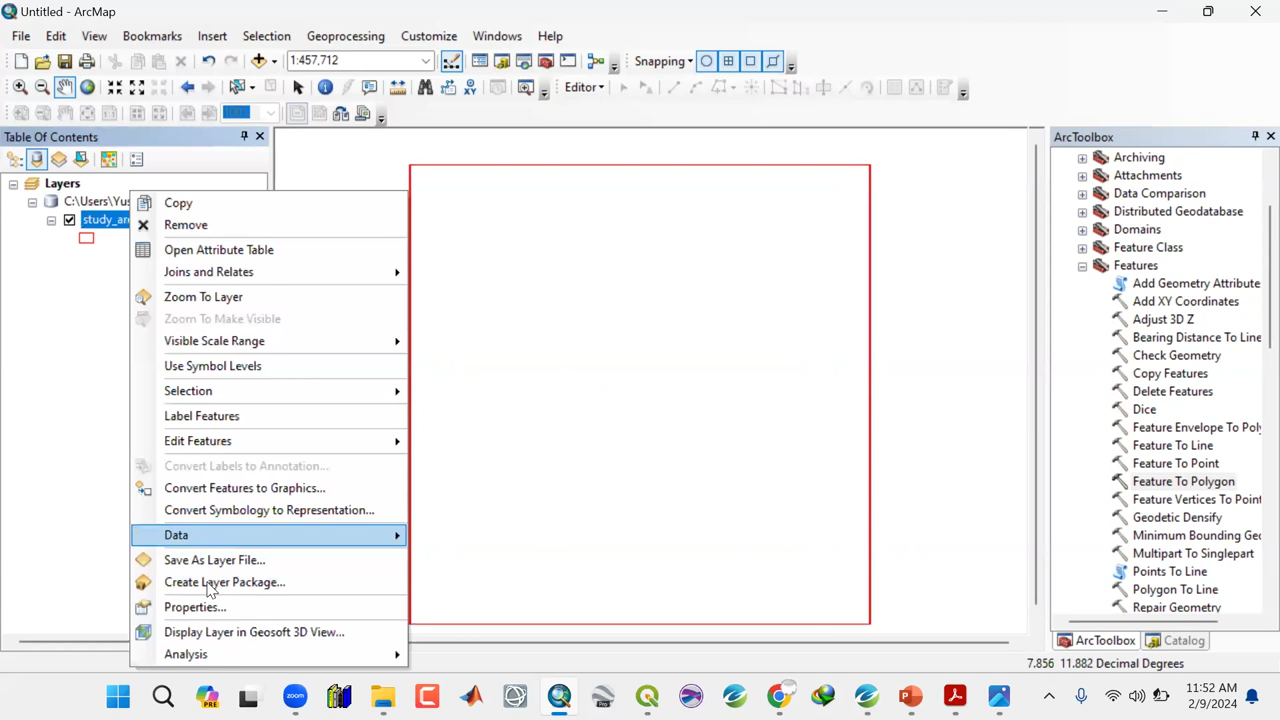 Untitled - ArcMap
File Edit View Bookmarks Insert Selection Geoprocessing Customize Windows Help
1:457,712 Snapping
Editor
100%
Table Of Contents
Layers
C:\Users\Yus
study_are
Copy
Remove
Open Attribute Table
Joins and Relates
Zoom To Layer
Zoom To Make Visible
Visible Scale Range
Use Symbol Levels
Selection
Label Features
Edit Features
Convert Labels to Annotation...
Convert Features to Graphics...
Convert Symbology to Representation...
Data
Save As Layer File...
Create Layer Package...
Properties...
Display Layer in Geosoft 3D View...
Analysis
ArcToolbox
Archiving
Attachments
Data Comparison
Distributed Geodatabase
Domains
Feature Class
Features
Add Geometry Attribute
Add XY Coordinates
Adjust 3D Z
Bearing Distance To Line
Check Geometry
Copy Features
Delete Features
Dice
Feature Envelope To Poly
Feature To Line
Feature To Point
Feature To Polygon
Feature Vertices To Point
Geodetic Densify
Minimum Bounding Geo
Multipart To Singlepart
Points To Line
Polygon To Line
Repair Geometry
ArcToolbox Catalog
7.856 11.882 Decimal Degrees
PRE
zoom
Pro
11:52 AM
2/9/2024